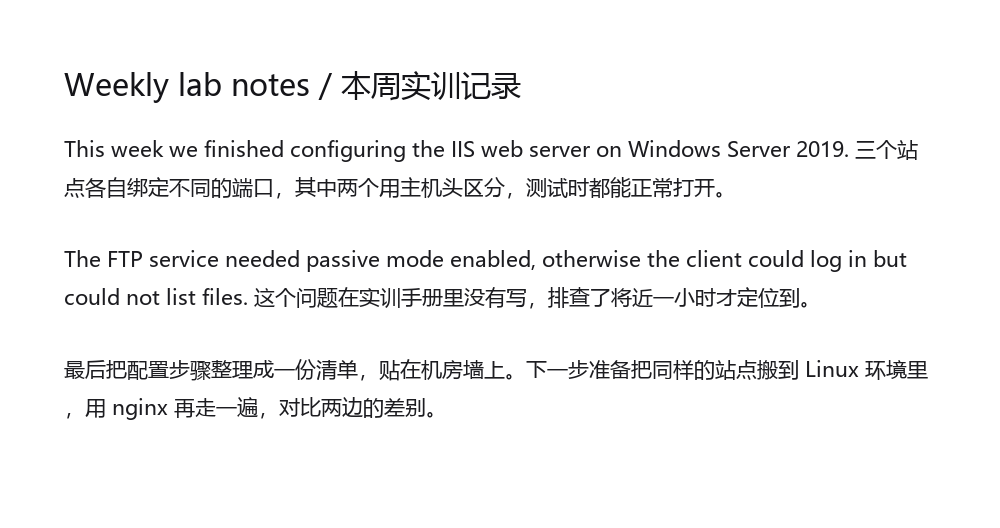 Weekly lab notes / 本周实训记录
This week we finished configuring the IIS web server on Windows Server 2019. 三个站
点各自绑定不同的端口，其中两个用主机头区分，测试时都能正常打开。
The FTP service needed passive mode enabled, otherwise the client could log in but
could not list files. 这个问题在实训手册里没有写，排查了将近一小时才定位到。
最后把配置步骤整理成一份清单，贴在机房墙上。下一步准备把同样的站点搬到 Linux 环境里
，用 nginx 再走一遍，对比两边的差别。